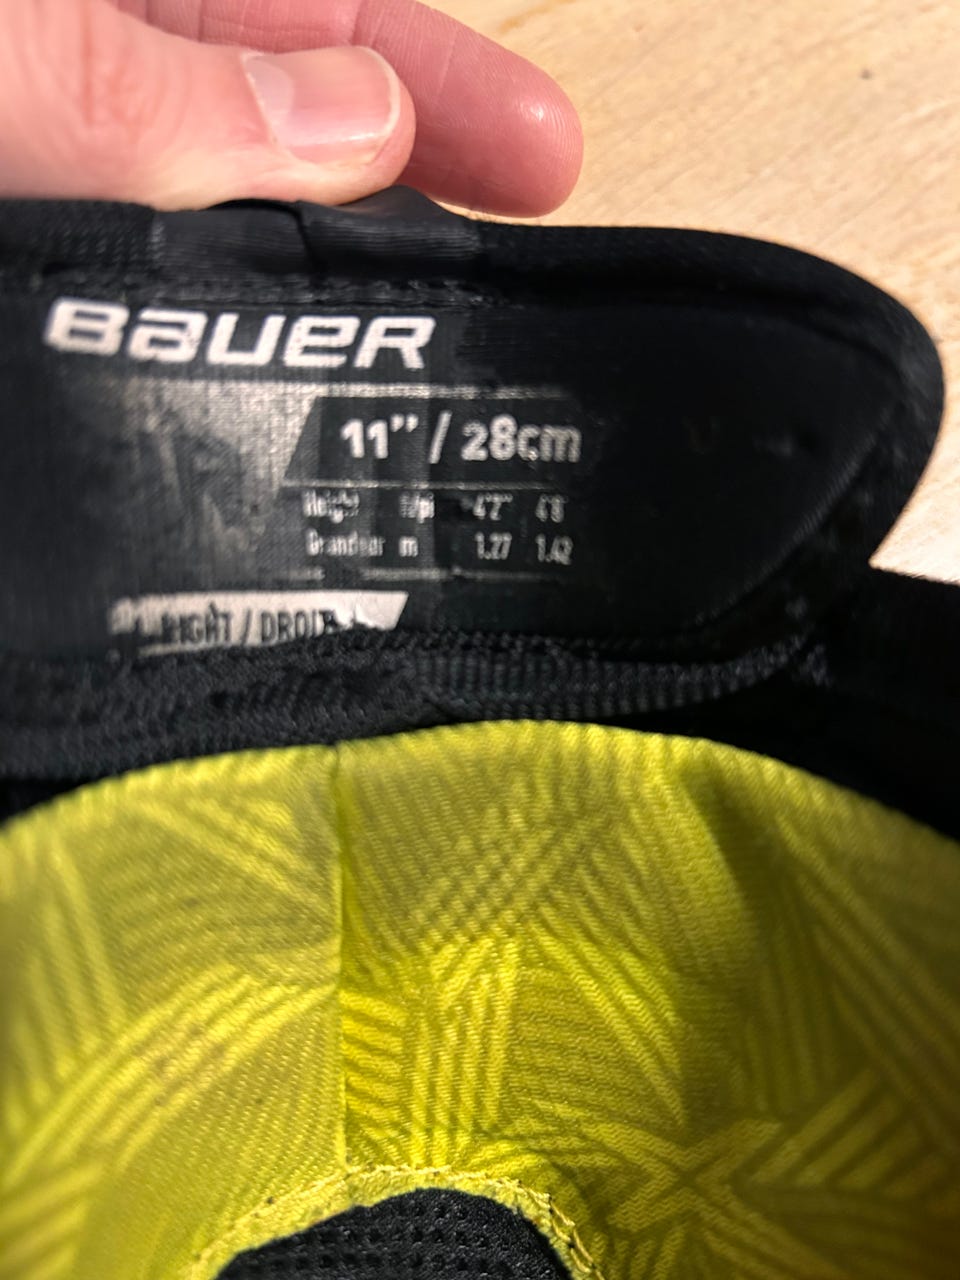 BAUER
11" / 28cm
Height ft/pi 4'2" 4'8
Grandeur m 1.27 1.42
RIGHT / DROIT